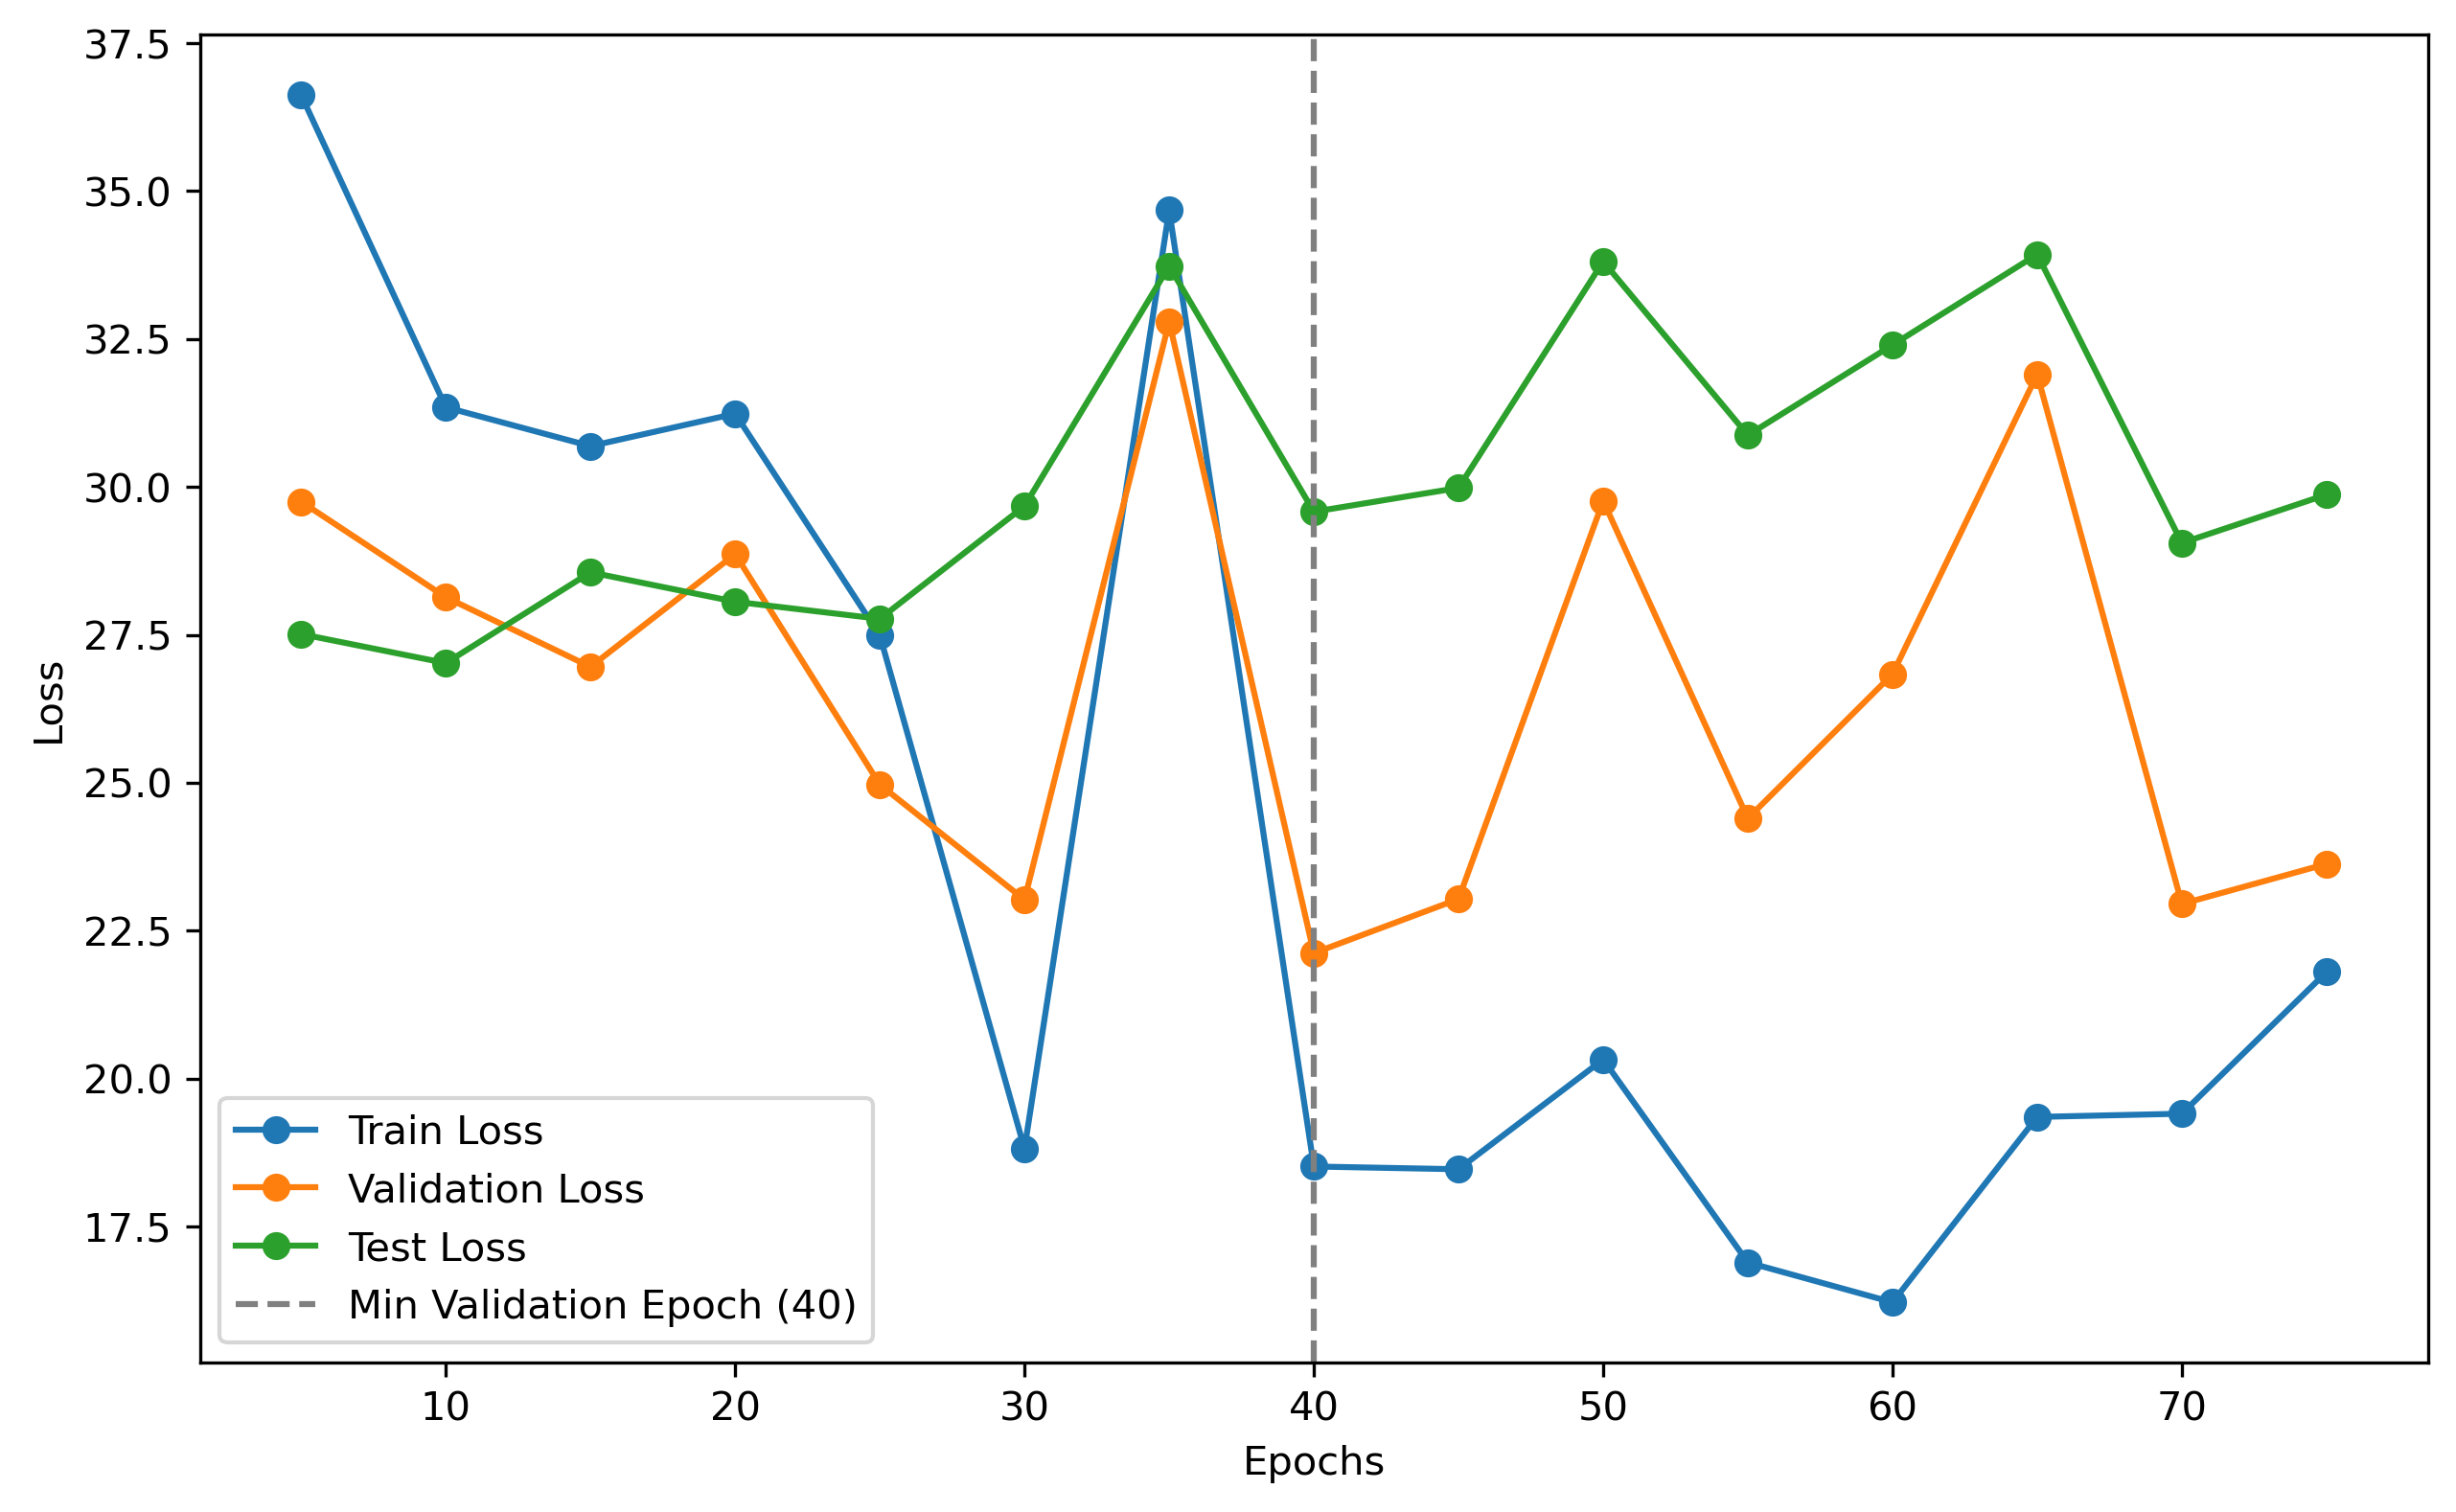 37.5
35.0
32.5
30.0
27.5
25.0
22.5
20.0
17.5
Loss
Train Loss
Validation Loss
Test Loss
Min Validation Epoch (40)
10 20 30 40 50 60 70
Epochs